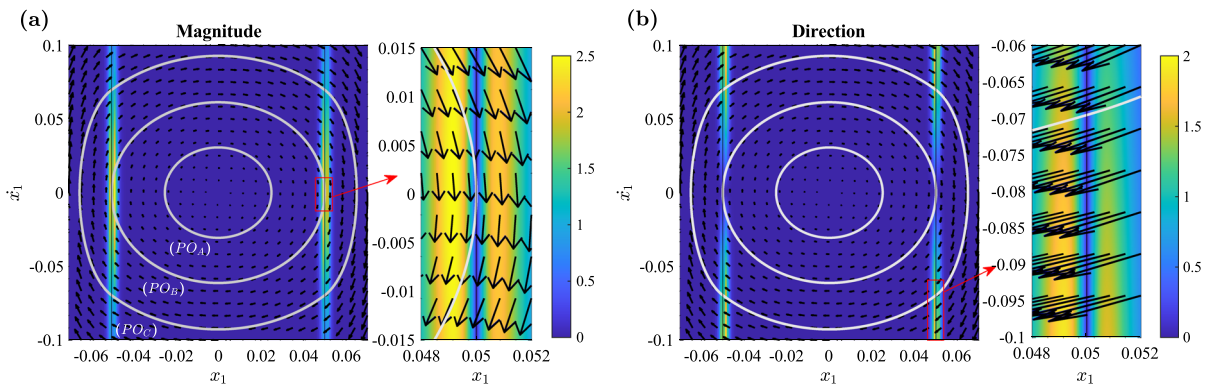 (a)
Magnitude
0.1
0.05
0
-0.05
-0.1
ẋ₁
-0.06 -0.04 -0.02 0 0.02 0.04 0.06
x₁
(PO_A)
(PO_B)
(PO_C)
0.015
0.01
0.005
0
-0.005
-0.01
-0.015
0.048 0.05 0.052
x₁
2.5
2
1.5
1
0.5
0
(b)
Direction
0.1
0.05
0
-0.05
-0.1
ẋ₁
-0.06 -0.04 -0.02 0 0.02 0.04 0.06
x₁
-0.06
-0.065
-0.07
-0.075
-0.08
-0.085
-0.09
-0.095
-0.1
0.048 0.05 0.052
x₁
2
1.5
1
0.5
0